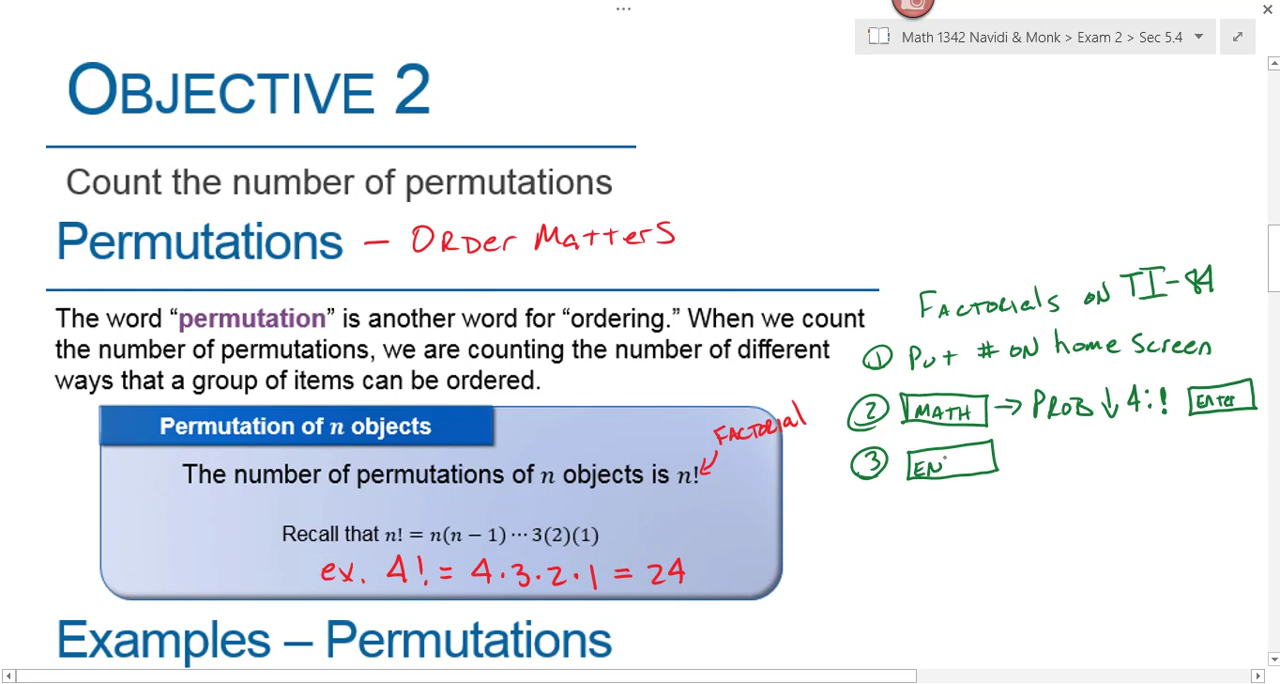 ...
Math 1342 Navidi & Monk > Exam 2 > Sec 5.4
OBJECTIVE 2
Count the number of permutations
Permutations – Order Matters
The word “permutation” is another word for “ordering.” When we count
the number of permutations, we are counting the number of different
ways that a group of items can be ordered.
Permutation of n objects
FACTORIAL
The number of permutations of n objects is n!
Recall that n! = n(n − 1) ⋯ 3(2)(1)
ex. 4! = 4·3·2·1 = 24
Examples – Permutations
Factorials on TI-84
① Put # on home screen
② MATH → PROB ↓ 4:! Enter
③ EN